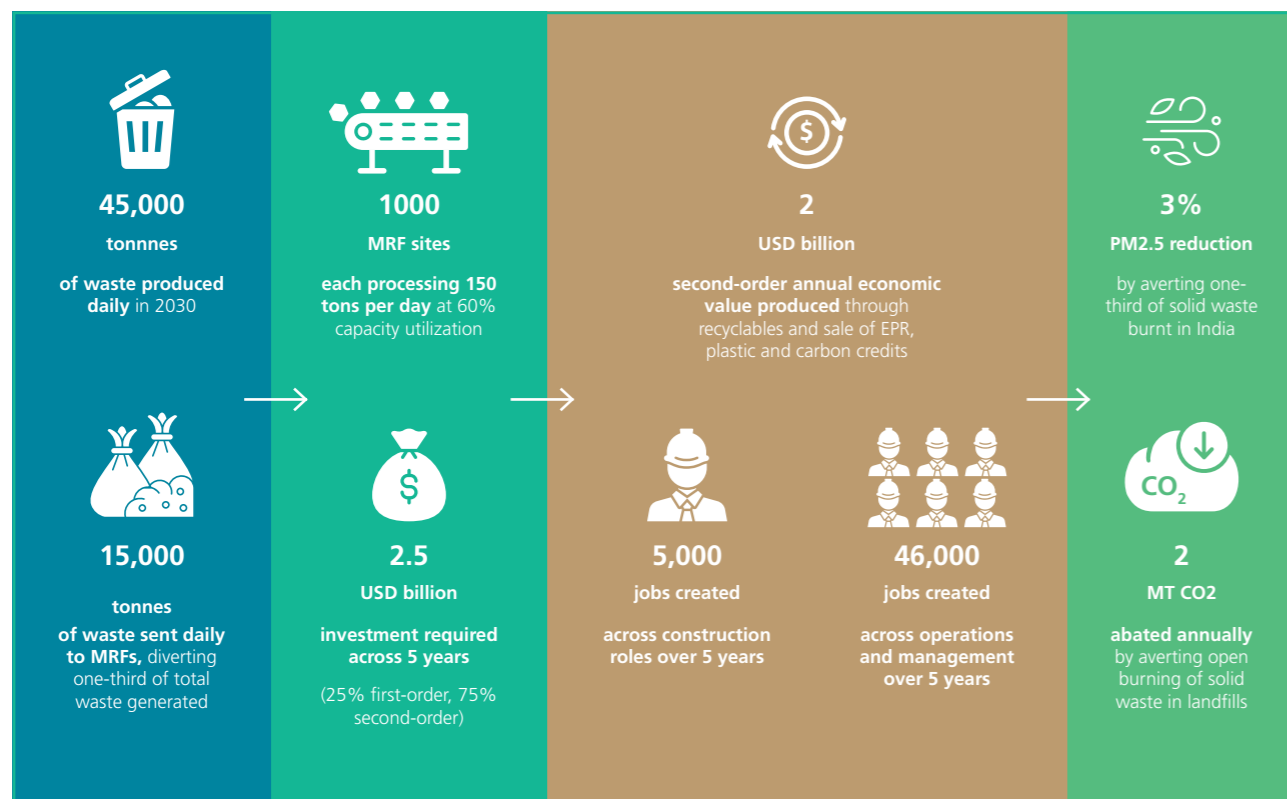 45,000
tonnnes
of waste produced
daily in 2030
15,000
tonnes
of waste sent daily
to MRFs, diverting
one-third of total
waste generated
1000
MRF sites
each processing 150
tons per day at 60%
capacity utilization
$
2.5
USD billion
investment required
across 5 years
(25% first-order, 75%
second-order)
$
2
USD billion
second-order annual economic
value produced through
recyclables and sale of EPR,
plastic and carbon credits
5,000
jobs created
across construction
roles over 5 years
46,000
jobs created
across operations
and management
over 5 years
3%
PM2.5 reduction
by averting one-
third of solid waste
burnt in India
CO2
2
MT CO2
abated annually
by averting open
burning of solid
waste in landfills